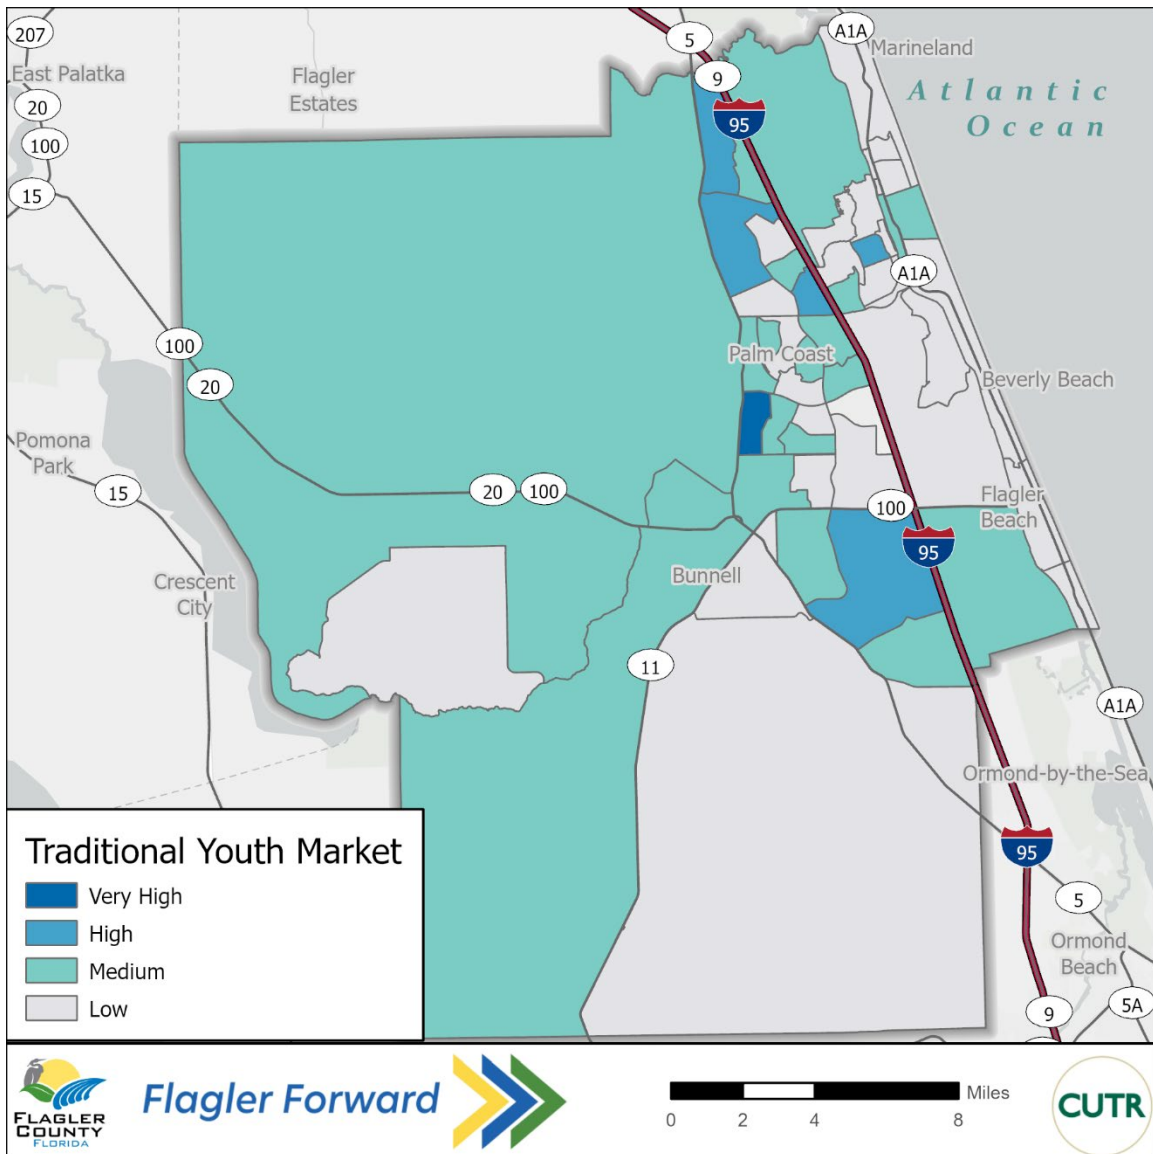 207
East Palatka
20
100
15
Flagler
Estates
5
9
95
A1A
Marineland
Atlantic
Ocean
A1A
100
20
Palm Coast
Beverly Beach
Pomona
Park
15
20
100
100
Flagler
Beach
95
Crescent
City
Bunnell
11
A1A
Ormond-by-the-Sea
95
5
Ormond
Beach
5A
9
Traditional Youth Market
Very High
High
Medium
Low
FLAGLER
COUNTY
FLORIDA
Flagler Forward
Miles
0 2 4 8
CUTR